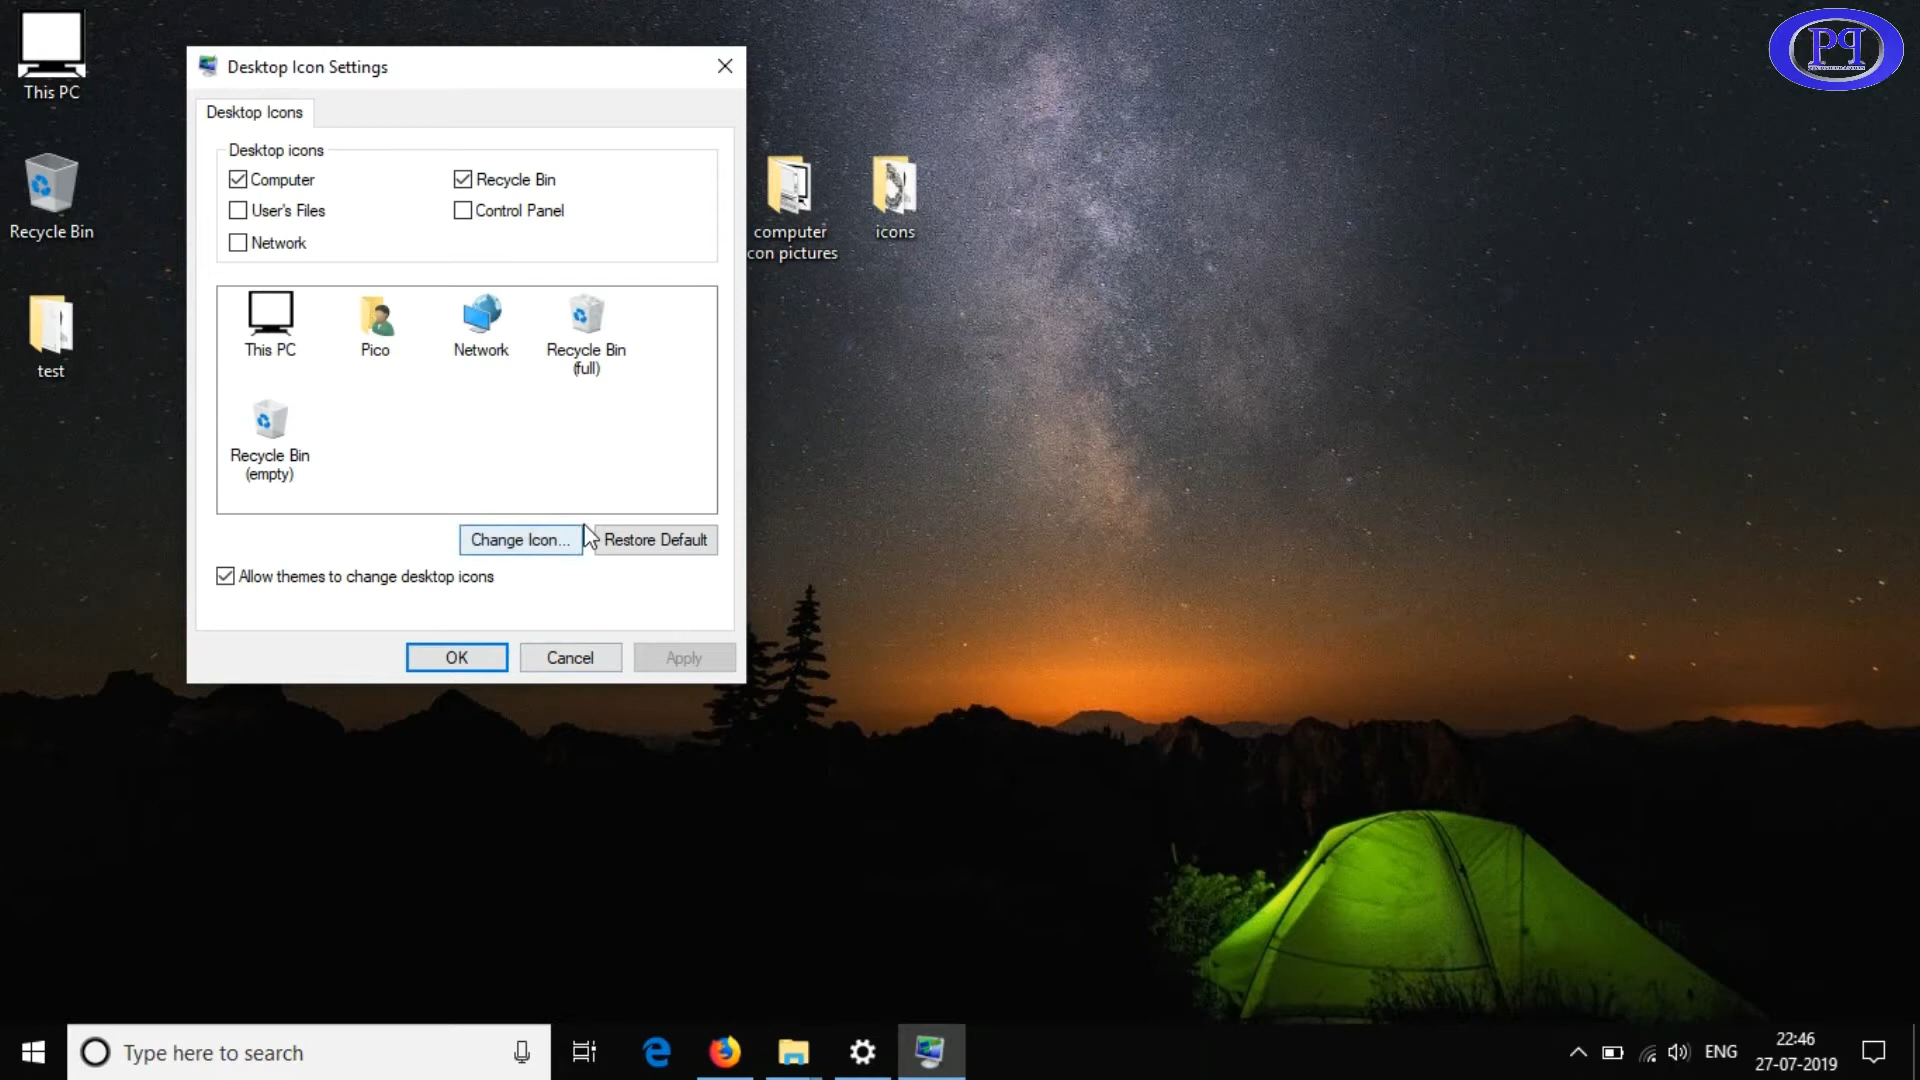 This PC
Recycle Bin
test
Desktop Icon Settings
Desktop Icons
Desktop icons
Computer
Recycle Bin
User's Files
Control Panel
Network
This PC
Pico
Network
Recycle Bin
(full)
Recycle Bin
(empty)
Change Icon...
Restore Default
Allow themes to change desktop icons
OK
Cancel
Apply
computer
con pictures
icons
Type here to search
ENG
22:46
27-07-2019